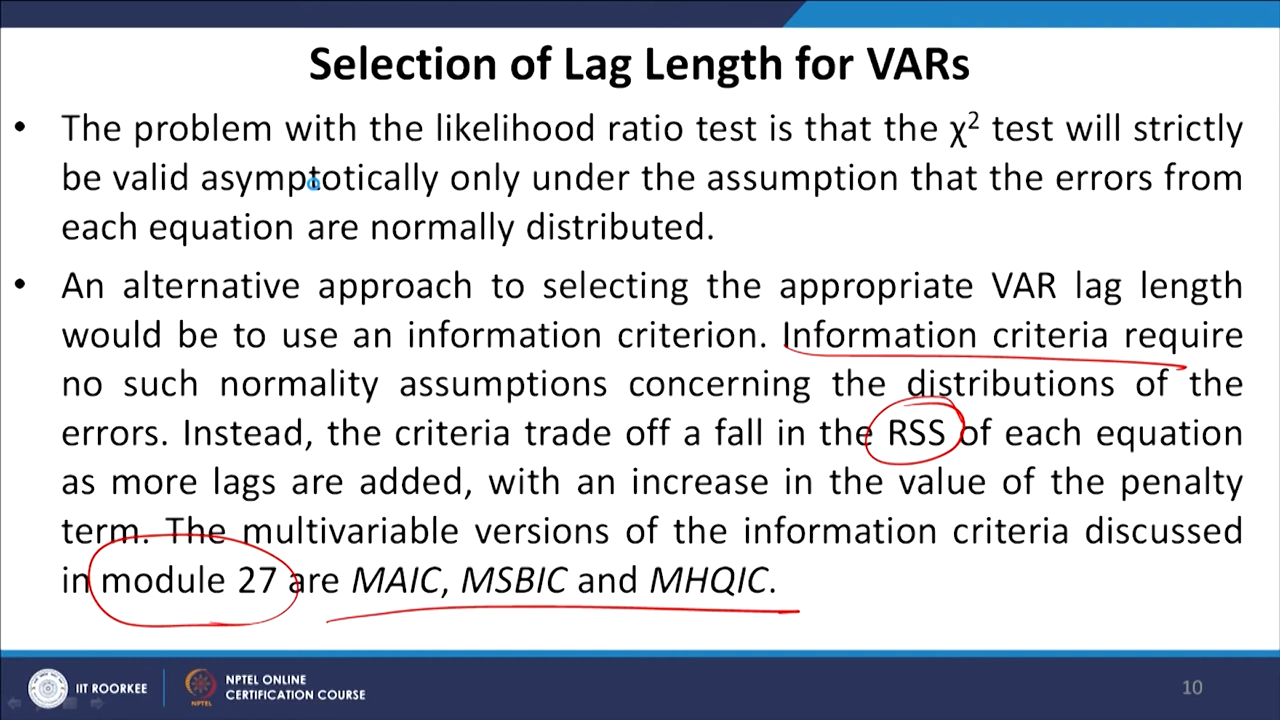 Selection of Lag Length for VARs
• The problem with the likelihood ratio test is that the χ² test will strictly
be valid asymptotically only under the assumption that the errors from
each equation are normally distributed.
• An alternative approach to selecting the appropriate VAR lag length
would be to use an information criterion. Information criteria require
no such normality assumptions concerning the distributions of the
errors. Instead, the criteria trade off a fall in the RSS of each equation
as more lags are added, with an increase in the value of the penalty
term. The multivariable versions of the information criteria discussed
in module 27 are MAIC, MSBIC and MHQIC.
IIT ROORKEE
NPTEL
NPTEL ONLINE
CERTIFICATION COURSE
10